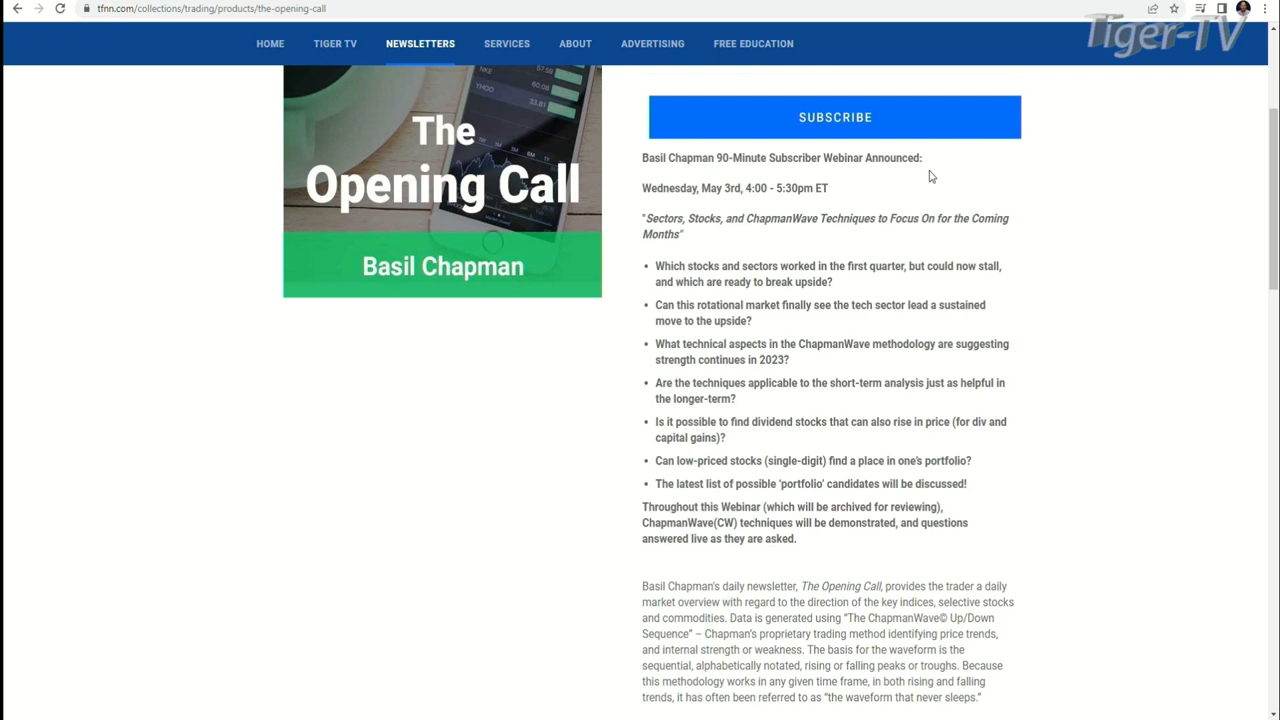 tfnn.com/collections/trading/products/the-opening-call
Tiger-TV
HOME TIGER TV NEWSLETTERS SERVICES ABOUT ADVERTISING FREE EDUCATION
NKE 57.59
60.08
YHOO 33.81
1W 1M 3M 6M
The
Opening Call
Basil Chapman
SUBSCRIBE
Basil Chapman 90-Minute Subscriber Webinar Announced:
Wednesday, May 3rd, 4:00 - 5:30pm ET
"Sectors, Stocks, and ChapmanWave Techniques to Focus On for the Coming
Months"
• Which stocks and sectors worked in the first quarter, but could now stall,
and which are ready to break upside?
• Can this rotational market finally see the tech sector lead a sustained
move to the upside?
• What technical aspects in the ChapmanWave methodology are suggesting
strength continues in 2023?
• Are the techniques applicable to the short-term analysis just as helpful in
the longer-term?
• Is it possible to find dividend stocks that can also rise in price (for div and
capital gains)?
• Can low-priced stocks (single-digit) find a place in one's portfolio?
• The latest list of possible 'portfolio' candidates will be discussed!
Throughout this Webinar (which will be archived for reviewing),
ChapmanWave(CW) techniques will be demonstrated, and questions
answered live as they are asked.
Basil Chapman's daily newsletter, The Opening Call, provides the trader a daily
market overview with regard to the direction of the key indices, selective stocks
and commodities. Data is generated using “The ChapmanWave© Up/Down
Sequence” – Chapman’s proprietary trading method identifying price trends,
and internal strength or weakness. The basis for the waveform is the
sequential, alphabetically notated, rising or falling peaks or troughs. Because
this methodology works in any given time frame, in both rising and falling
trends, it has often been referred to as “the waveform that never sleeps.”